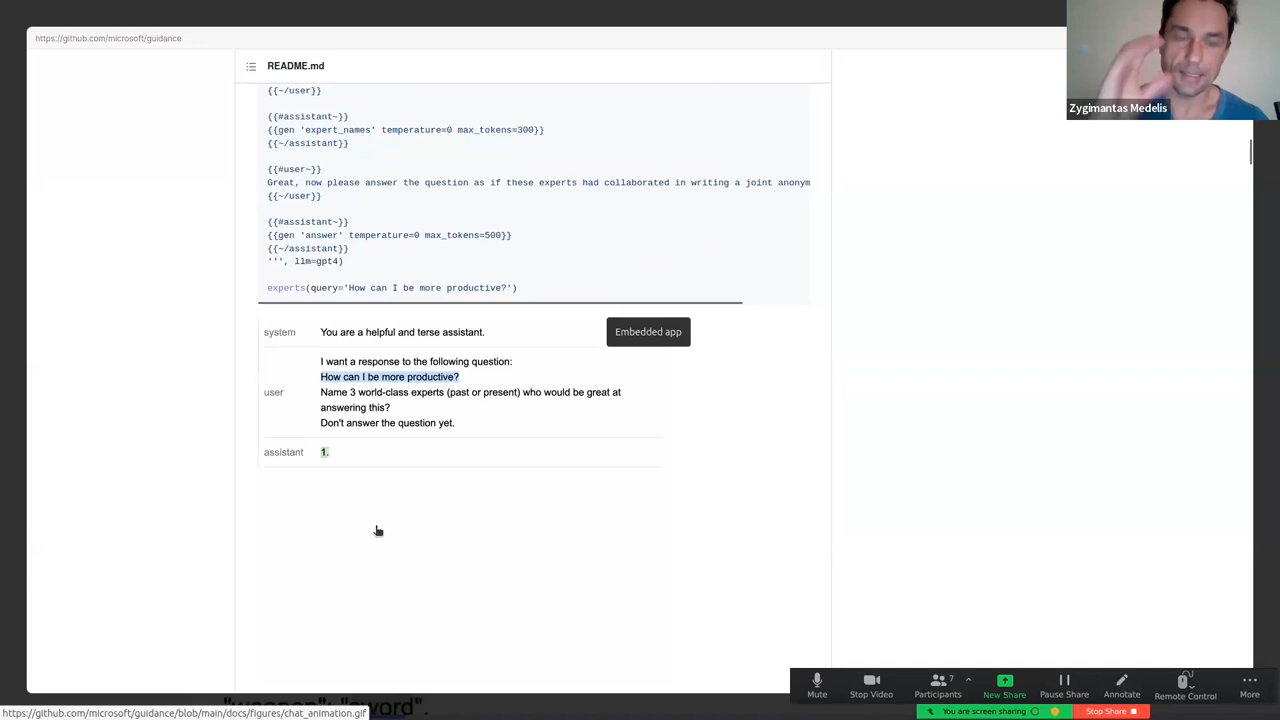 https://github.com/microsoft/guidance
README.md
{{~/user}}
{{#assistant~}}
{{gen 'expert_names' temperature=0 max_tokens=300}}
{{~/assistant}}
{{#user~}}
Great, now please answer the question as if these experts had collaborated in writing a joint anonym
{{~/user}}
{{#assistant~}}
{{gen 'answer' temperature=0 max_tokens=500}}
{{~/assistant}}
''', llm=gpt4)
experts(query='How can I be more productive?')
system
You are a helpful and terse assistant.
Embedded app
user
I want a response to the following question:
How can I be more productive?
Name 3 world-class experts (past or present) who would be great at
answering this?
Don't answer the question yet.
assistant
1.
Zygimantas Medelis
Mute
Stop Video
Participants
7
New Share
Pause Share
Annotate
Remote Control
More
You are screen sharing
Stop Share
https://github.com/microsoft/guidance/blob/main/docs/figures/chat_animation.gif